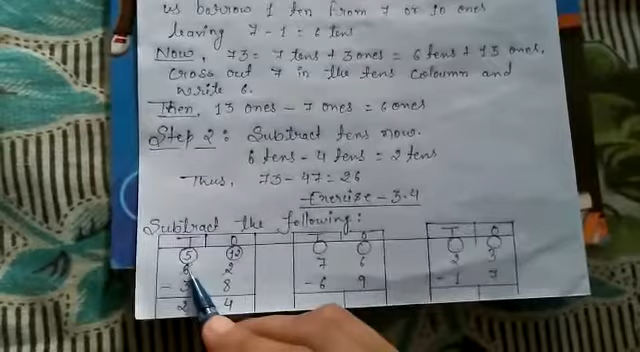 us borrow 1 ten from 7 or 10 ones
leaving 7 - 1 = 6 tens
Now, 73 = 7 tens + 3 ones = 6 tens + 13 ones,
Cross out 7 in the tens coloumn and
write 6.
Then, 13 ones - 7 ones = 6 ones
Step 2: Subtract tens now.
6 tens - 4 tens = 2 tens
Thus, 73 - 47 = 26
Exercise - 3.4
Subtract the following:
T O T O T O
5 12
6 2 7 6 2 3
- 3 8 - 6 9 - 1 7
2 4